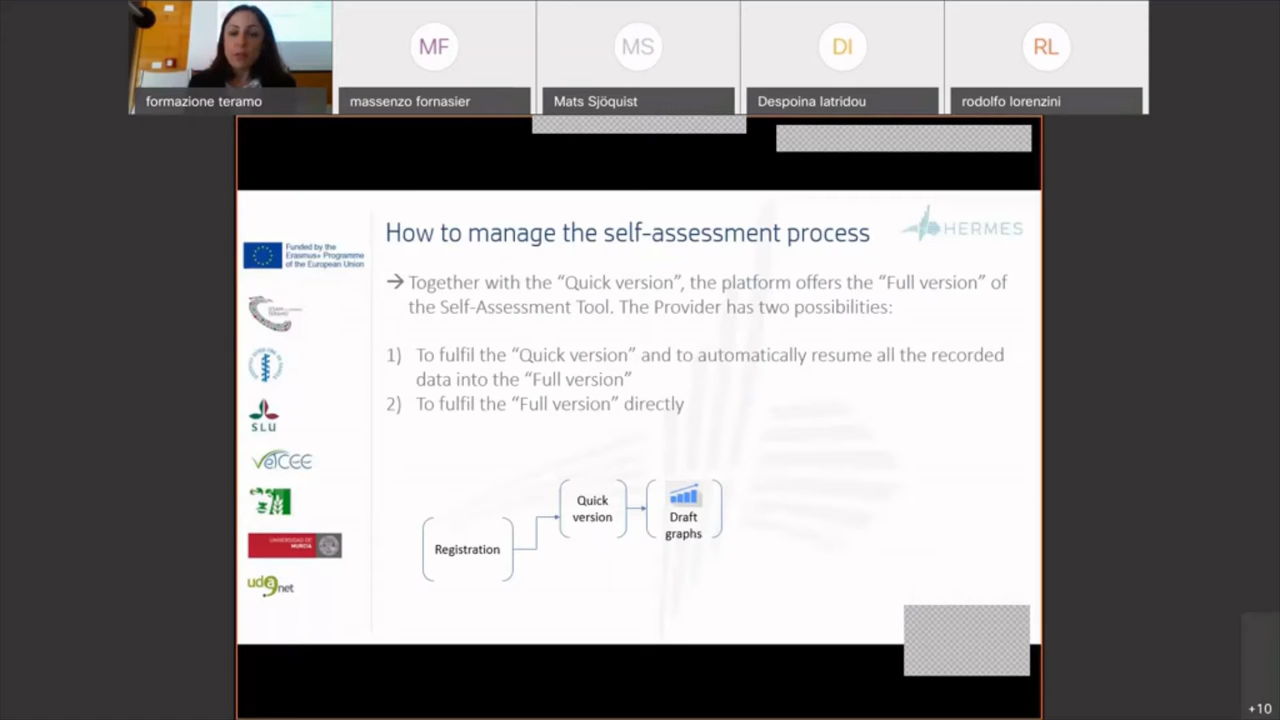 MF
MS
DI
RL
formazione teramo
massenzo fornasier
Mats Sjöquist
Despoina Iatridou
rodolfo lorenzini
How to manage the self-assessment process
HERMES
Funded by the
Erasmus+ Programme
of the European Union
→ Together with the “Quick version”, the platform offers the “Full version” of
the Self-Assessment Tool. The Provider has two possibilities:
1) To fulfil the “Quick version” and to automatically resume all the recorded
data into the “Full version”
2) To fulfil the “Full version” directly
SLU
vetCEE
UNIVERSIDAD DE
MURCIA
udanet
Registration
Quick
version
Draft
graphs
+10